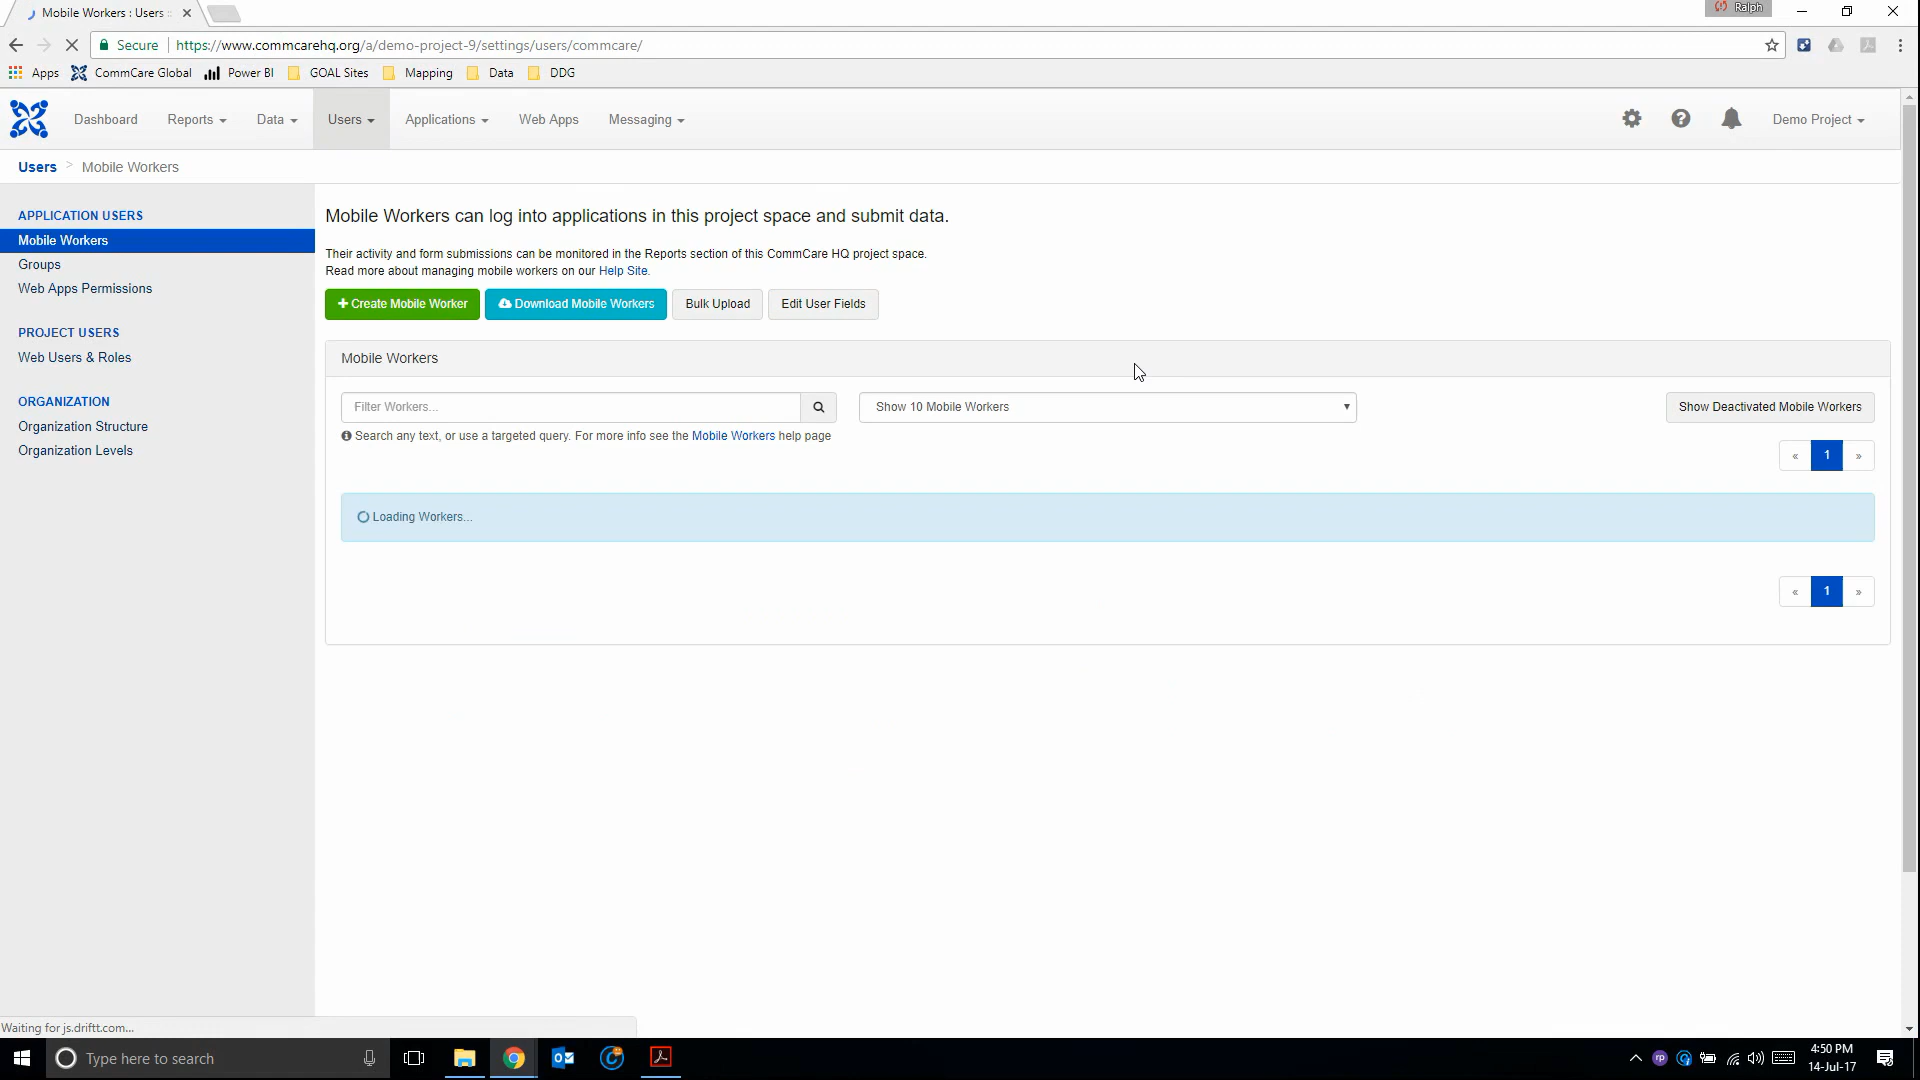 Mobile Workers : Users :
Ralph
Secure
https://www.commcarehq.org/a/demo-project-9/settings/users/commcare/
Apps
CommCare Global
Power BI
GOAL Sites
Mapping
Data
DDG
Dashboard
Reports
Data
Users
Applications
Web Apps
Messaging
Demo Project
Users > Mobile Workers
APPLICATION USERS
Mobile Workers
Groups
Web Apps Permissions
PROJECT USERS
Web Users & Roles
ORGANIZATION
Organization Structure
Organization Levels
Mobile Workers can log into applications in this project space and submit data.
Their activity and form submissions can be monitored in the Reports section of this CommCare HQ project space.
Read more about managing mobile workers on our Help Site.
+ Create Mobile Worker
Download Mobile Workers
Bulk Upload
Edit User Fields
Mobile Workers
Filter Workers...
Show 10 Mobile Workers
Show Deactivated Mobile Workers
Search any text, or use a targeted query. For more info see the Mobile Workers help page
« 1 »
Loading Workers...
« 1 »
Waiting for js.driftt.com...
Type here to search
rp
4:50 PM
14-Jul-17